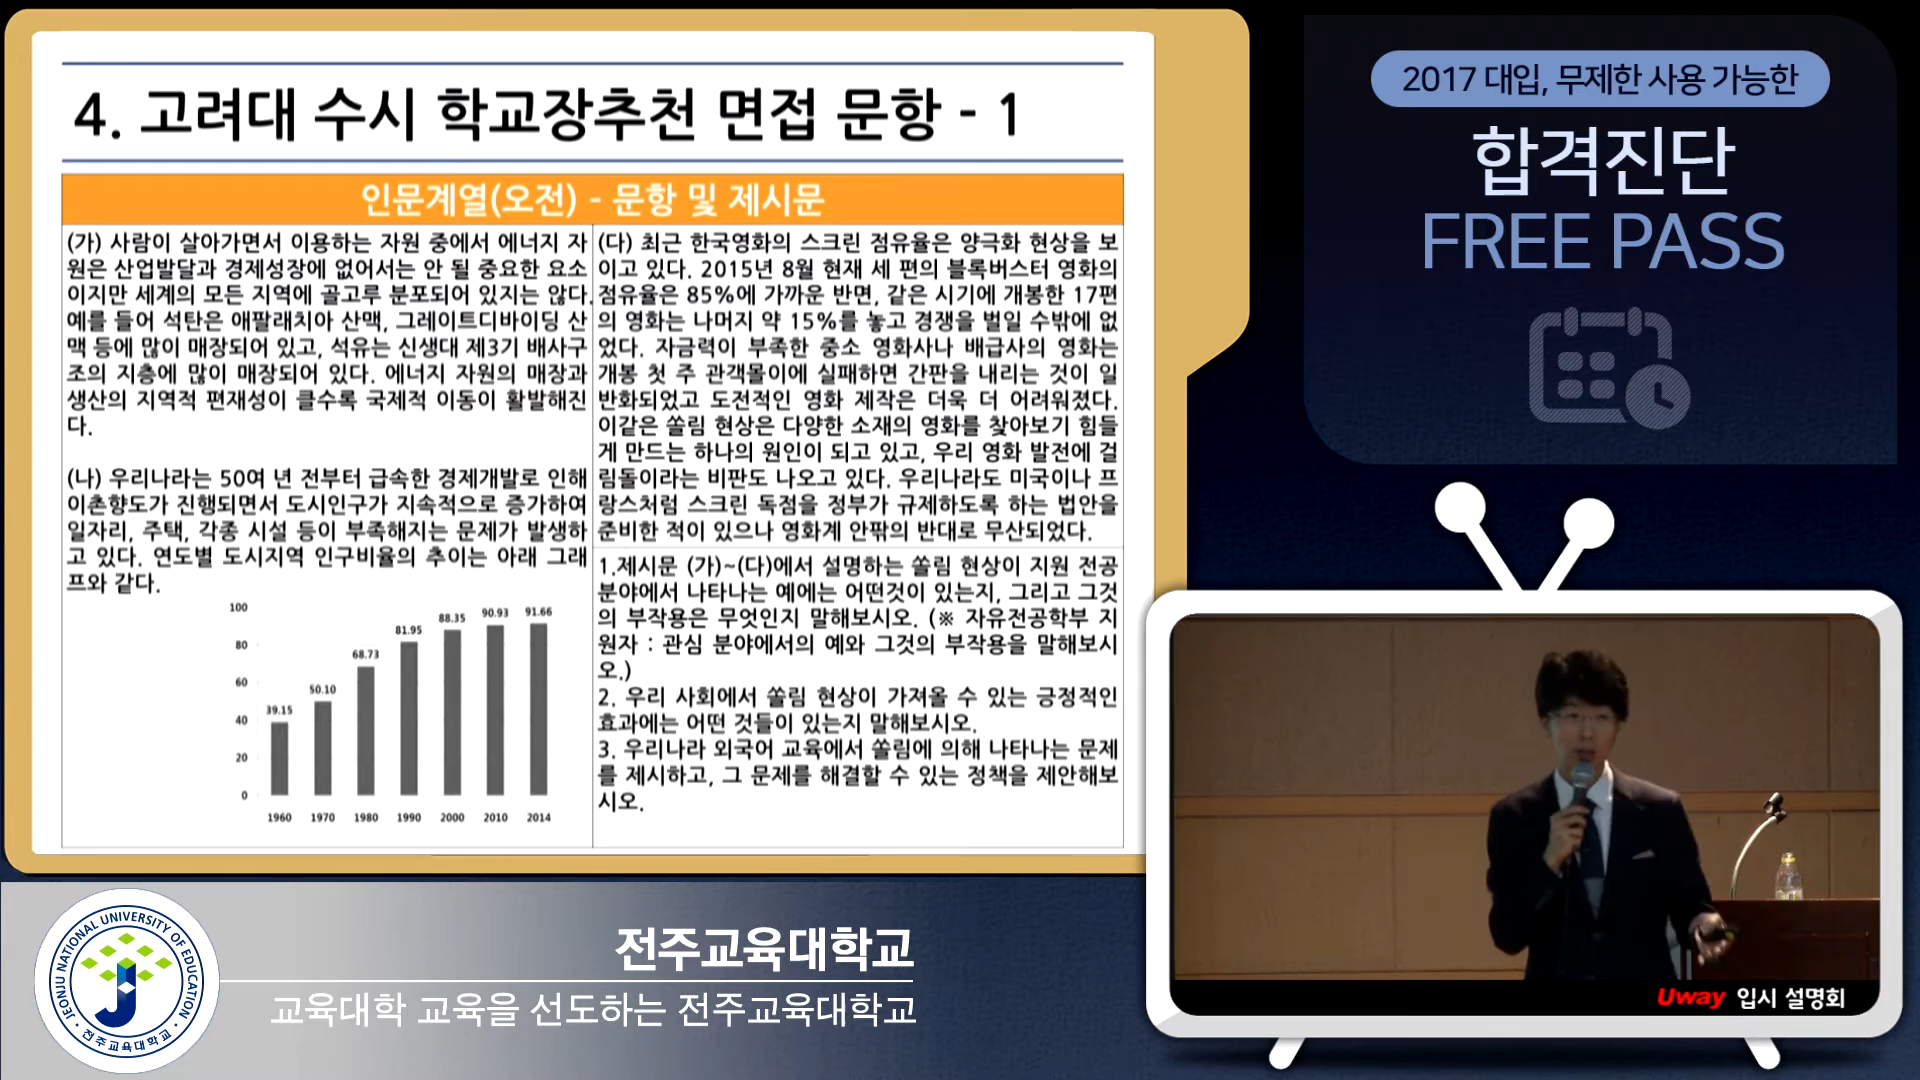 4. 고려대 수시 학교장추천 면접 문항 - 1
인문계열(오전) - 문항 및 제시문
(가) 사람이 살아가면서 이용하는 자원 중에서 에너지 자
원은 산업발달과 경제성장에 없어서는 안 될 중요한 요소
이지만 세계의 모든 지역에 골고루 분포되어 있지는 않다.
예를 들어 석탄은 애팔래치아 산맥, 그레이트디바이딩 산
맥 등에 많이 매장되어 있고, 석유는 신생대 제3기 배사구
조의 지층에 많이 매장되어 있다. 에너지 자원의 매장과
생산의 지역적 편재성이 클수록 국제적 이동이 활발해진
다.
(나) 우리나라는 50여 년 전부터 급속한 경제개발로 인해
이촌향도가 진행되면서 도시인구가 지속적으로 증가하여
일자리, 주택, 각종 시설 등이 부족해지는 문제가 발생하
고 있다. 연도별 도시지역 인구비율의 추이는 아래 그래
프와 같다.
100
80
60
40
20
0
39.15
50.10
68.73
81.95
88.35
90.93
91.66
1960 1970 1980 1990 2000 2010 2014
(다) 최근 한국영화의 스크린 점유율은 양극화 현상을 보
이고 있다. 2015년 8월 현재 세 편의 블록버스터 영화의
점유율은 85%에 가까운 반면, 같은 시기에 개봉한 17편
의 영화는 나머지 약 15%를 놓고 경쟁을 벌일 수밖에 없
었다. 자금력이 부족한 중소 영화사나 배급사의 영화는
개봉 첫 주 관객몰이에 실패하면 간판을 내리는 것이 일
반화되었고 도전적인 영화 제작은 더욱 더 어려워졌다.
이같은 쏠림 현상은 다양한 소재의 영화를 찾아보기 힘들
게 만드는 하나의 원인이 되고 있고, 우리 영화 발전에 걸
림돌이라는 비판도 나오고 있다. 우리나라도 미국이나 프
랑스처럼 스크린 독점을 정부가 규제하도록 하는 법안을
준비한 적이 있으나 영화계 안팎의 반대로 무산되었다.
1.제시문 (가)~(다)에서 설명하는 쏠림 현상이 지원 전공
분야에서 나타나는 예에는 어떤것이 있는지, 그리고 그것
의 부작용은 무엇인지 말해보시오. (※ 자유전공학부 지
원자 : 관심 분야에서의 예와 그것의 부작용을 말해보시
오.)
2. 우리 사회에서 쏠림 현상이 가져올 수 있는 긍정적인
효과에는 어떤 것들이 있는지 말해보시오.
3. 우리나라 외국어 교육에서 쏠림에 의해 나타나는 문제
를 제시하고, 그 문제를 해결할 수 있는 정책을 제안해보
시오.
2017 대입, 무제한 사용 가능한
합격진단
FREE PASS
Uway 입시 설명회
JEONJU NATIONAL UNIVERSITY OF EDUCATION
전주교육대학교
전주교육대학교
교육대학 교육을 선도하는 전주교육대학교